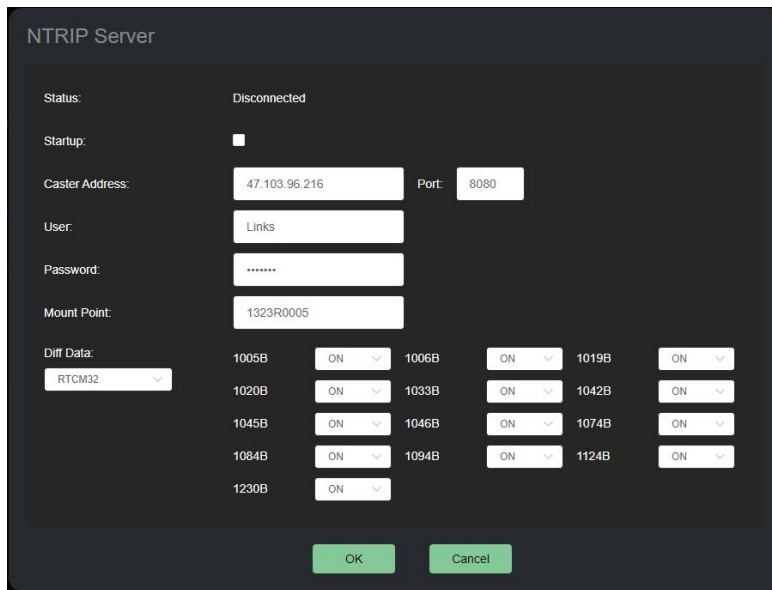 NTRIP Server
Status: Disconnected
Startup:
Caster Address: 47.103.96.216 Port: 8080
User: Links
Password: •••••••
Mount Point: 1323R0005
Diff Data:
RTCM32
1005B ON 1006B ON 1019B ON
1020B ON 1033B ON 1042B ON
1045B ON 1046B ON 1074B ON
1084B ON 1094B ON 1124B ON
1230B ON
OK Cancel